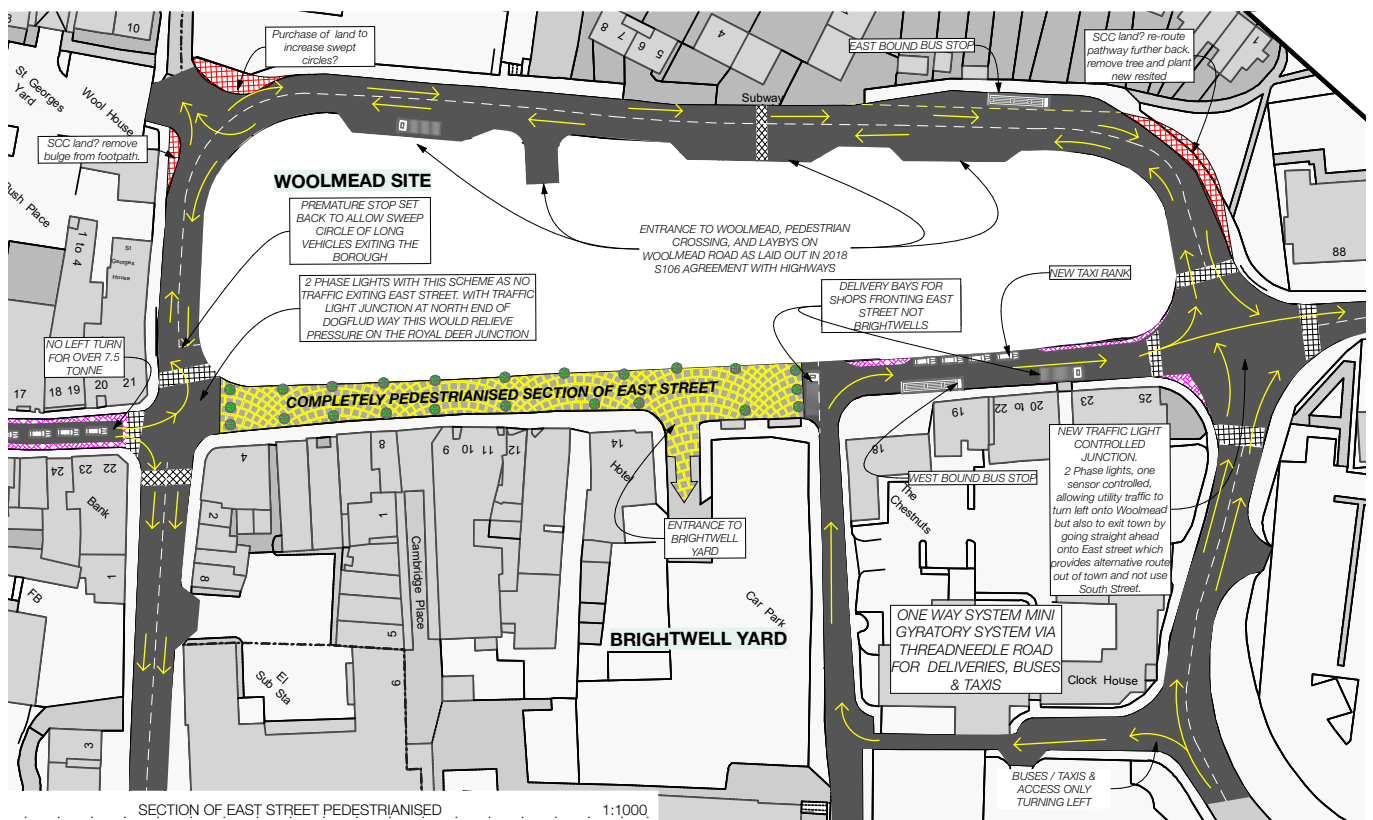 10
Purchase of land to
increase swept
circles?
St Georges
Yard
Wool House
SCC land? remove
bulge from footpath.
8
7
6
5
4
EAST BOUND BUS STOP
SCC land? re-route
pathway further back.
remove tree and plant
new resited
1
Subway
WOOLMEAD SITE
PREMATURE STOP SET
BACK TO ALLOW SWEEP
CIRCLE OF LONG
VEHICLES EXITING THE
BOROUGH
2 PHASE LIGHTS WITH THIS SCHEME AS NO
TRAFFIC EXITING EAST STREET. WITH TRAFFIC
LIGHT JUNCTION AT NORTH END OF
DOGFLUD WAY THIS WOULD RELIEVE
PRESSURE ON THE ROYAL DEER JUNCTION
ENTRANCE TO WOOLMEAD, PEDESTRIAN
CROSSING, AND LAYBYS ON
WOOLMEAD ROAD AS LAID OUT IN 2018
S106 AGREEMENT WITH HIGHWAYS
88
NEW TAXI RANK
DELIVERY BAYS FOR
SHOPS FRONTING EAST
STREET NOT
BRIGHTWELLS
ush Place
1 to 4
St
Georges
House
NO LEFT TURN
FOR OVER 7.5
TONNE
17
18 19
20
21
COMPLETELY PEDESTRIANISED SECTION OF EAST STREET
24
23
22
Bank
1
FB
3
4
2
8
8
1
Cambridge Place
5
6
9
10
11
12
14
Hotel
El
Sub Sta
ENTRANCE TO
BRIGHTWELL
YARD
Car Park
BRIGHTWELL YARD
18
19
20 to 22
23
25
WEST BOUND BUS STOP
The
Chestnuts
NEW TRAFFIC LIGHT
CONTROLLED
JUNCTION.
2 Phase lights, one
sensor controlled,
allowing utility traffic to
turn left onto Woolmead
but also to exit town by
going straight ahead
onto East street which
provides alternative route
out of town and not use
South Street.
ONE WAY SYSTEM MINI
GYRATORY SYSTEM VIA
THREADNEEDLE ROAD
FOR DELIVERIES, BUSES
& TAXIS
Clock House
BUSES / TAXIS &
ACCESS ONLY
TURNING LEFT
SECTION OF EAST STREET PEDESTRIANISED 1:1000